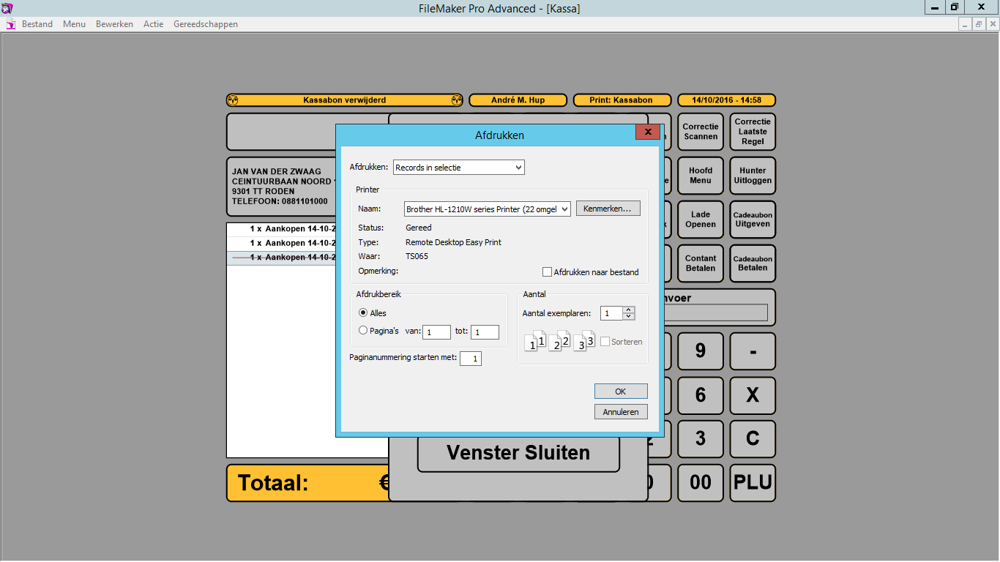 FileMaker Pro Advanced - [Kassa]
Bestand Menu Bewerken Actie Gereedschappen
Kassabon verwijderd
André M. Hup
Print: Kassabon
14/10/2016 - 14:58
Correctie
Scannen
Correctie
Laatste
Regel
JAN VAN DER ZWAAG
CEINTUURBAAN NOORD
9301 TT RODEN
TELEFOON: 0881101000
Hoofd
Menu
Hunter
Uitloggen
1 x Aankopen 14-10-2
1 x Aankopen 14-10-2
1 x Aankopen 14-10-2
Lade
Openen
Cadeaubon
Uitgeven
Contant
Betalen
Cadeaubon
Betalen
Afdrukken
Afdrukken: Records in selectie
Printer
Naam: Brother HL-1210W series Printer (22 omgel
Kenmerken...
Status: Gereed
Type: Remote Desktop Easy Print
Waar: TS065
Opmerking:
Afdrukken naar bestand
Afdrukbereik
Alles
Pagina's van: 1 tot: 1
Paginanummering starten met: 1
Aantal
Aantal exemplaren: 1
1 1 2 2 3 3 Sorteren
OK
Annuleren
nvoer
9 -
6 X
3 C
00 PLU
Venster Sluiten
Totaal: €